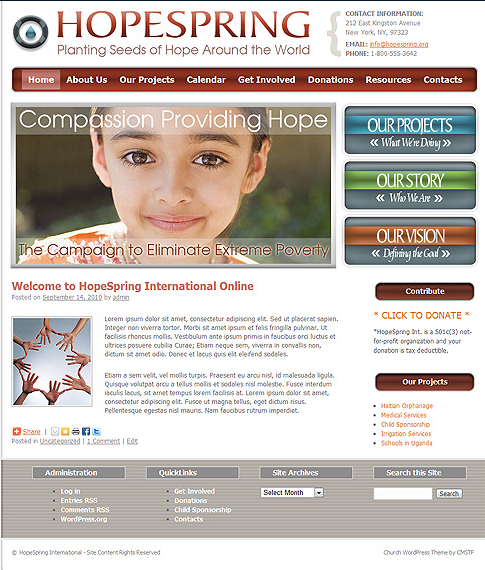 HOPESPRING
Planting Seeds of Hope Around the World
CONTACT INFORMATION:
212 East Kingston Avenue
New York, NY, 97323
EMAIL: info@hopespring.org
PHONE: 1-800-555-3642
Home About Us Our Projects Calendar Get Involved Donations Resources Contacts
Compassion Providing Hope
The Campaign to Eliminate Extreme Poverty
OUR PROJECTS
« What We're Doing »
OUR STORY
« Who We Are »
OUR VISION
« Defining the Goal »
Welcome to HopeSpring International Online
Posted on September 14, 2010 by admin
Lorem ipsum dolor sit amet, consectetur adipiscing elit. Sed ut placerat sapien.
Integer non viverra tortor. Morbi sit amet ipsum et felis fringilla pulvinar. Ut
facilisis rhoncus mollis. Vestibulum ante ipsum primis in faucibus orci luctus et
ultrices posuere cubilia Curae; Etiam neque sem, viverra in convallis non,
dictum sit amet odio. Donec et lacus quis elit eleifend sodales.
Etiam a sem velit, vel mollis turpis. Praesent eu arcu nisl, id malesuada ligula.
Quisque volutpat arcu a tellus mollis et sodales nisl molestie. Fusce interdum
iaculis lacus, sit amet tempus lorem facilisis at. Lorem ipsum dolor sit amet,
consectetur adipiscing elit. Fusce ut magna tellus, eget dictum risus.
Pellentesque egestas nisl mauris. Nam faucibus rutrum imperdiet.
Share |
Posted in Uncategorized | 1 Comment | Edit
Contribute
* CLICK TO DONATE *
*HopeSpring Int. is a 501c(3) not-
for-profit organization and your
donation is tax deductible.
Our Projects
Haitian Orphanage
Medical Services
Child Sponsorship
Irrigation Services
Schools in Uganda
Administration
Log in
Entries RSS
Comments RSS
WordPress.org
QuickLinks
Get Involved
Donations
Child Sponsorship
Contacts
Site Archives
Select Month
Search this Site
Search
© HopeSpring International - Site Content Rights Reserved
Church WordPress Theme by CMSTF